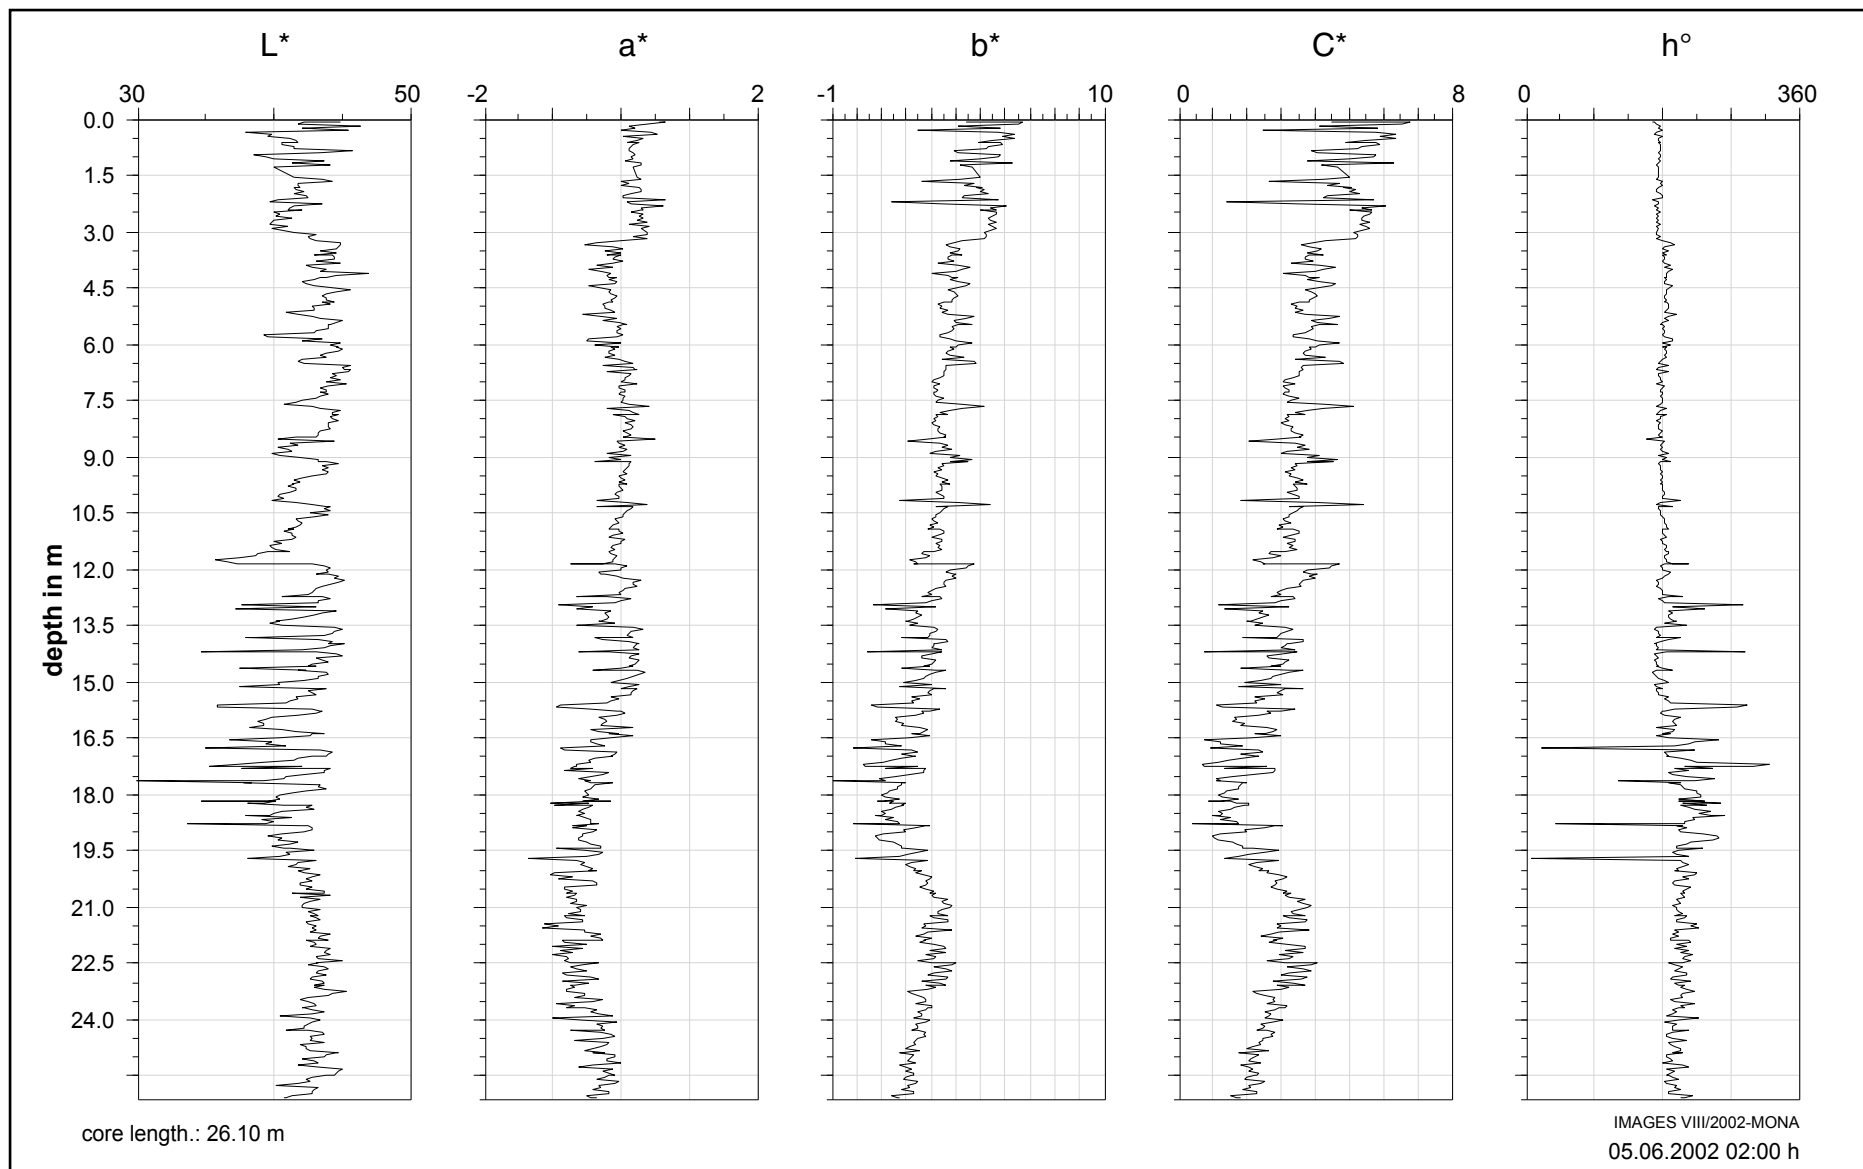 L* a* b* C* h°
30 50 -2 2 -1 10 0 8 0 360
0.0
1.5
3.0
4.5
6.0
7.5
9.0
10.5
12.0
13.5
15.0
16.5
18.0
19.5
21.0
22.5
24.0
depth in m
core length.: 26.10 m
IMAGES VIII/2002-MONA
05.06.2002 02:00 h